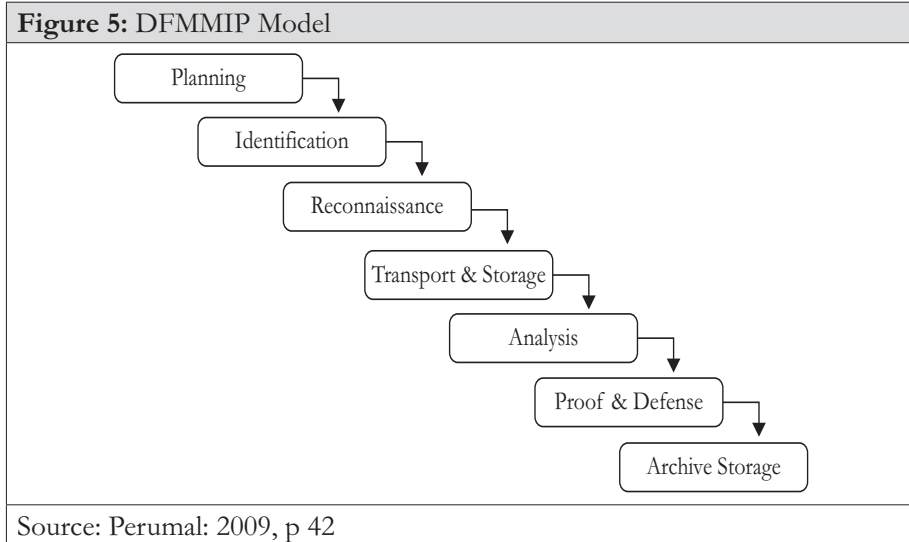 Figure 5: DFMMIP Model
Planning
Identification
Reconnaissance
Transport & Storage
Analysis
Proof & Defense
Archive Storage
Source: Perumal: 2009, p 42